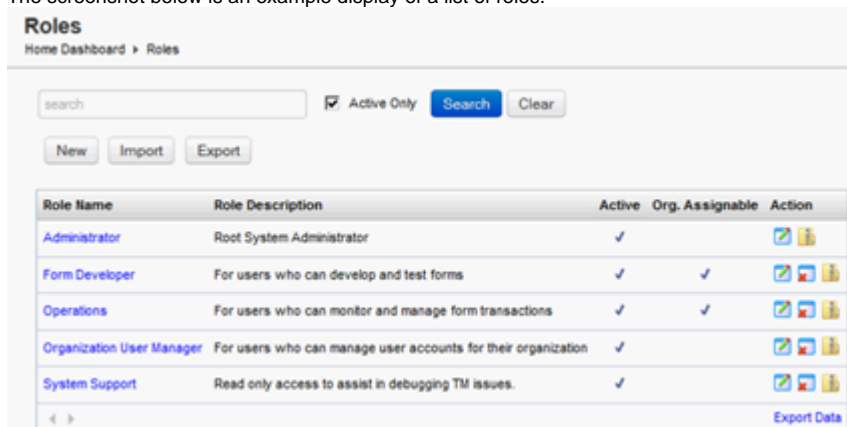 The screenshot below is an example display of a list of roles.
Roles
Home Dashboard ▸ Roles
search
Active Only
Search
Clear
New
Import
Export
Role Name Role Description Active Org. Assignable Action
Administrator Root System Administrator
Form Developer For users who can develop and test forms
Operations For users who can monitor and manage form transactions
Organization User Manager For users who can manage user accounts for their organization
System Support Read only access to assist in debugging TM issues.
Export Data